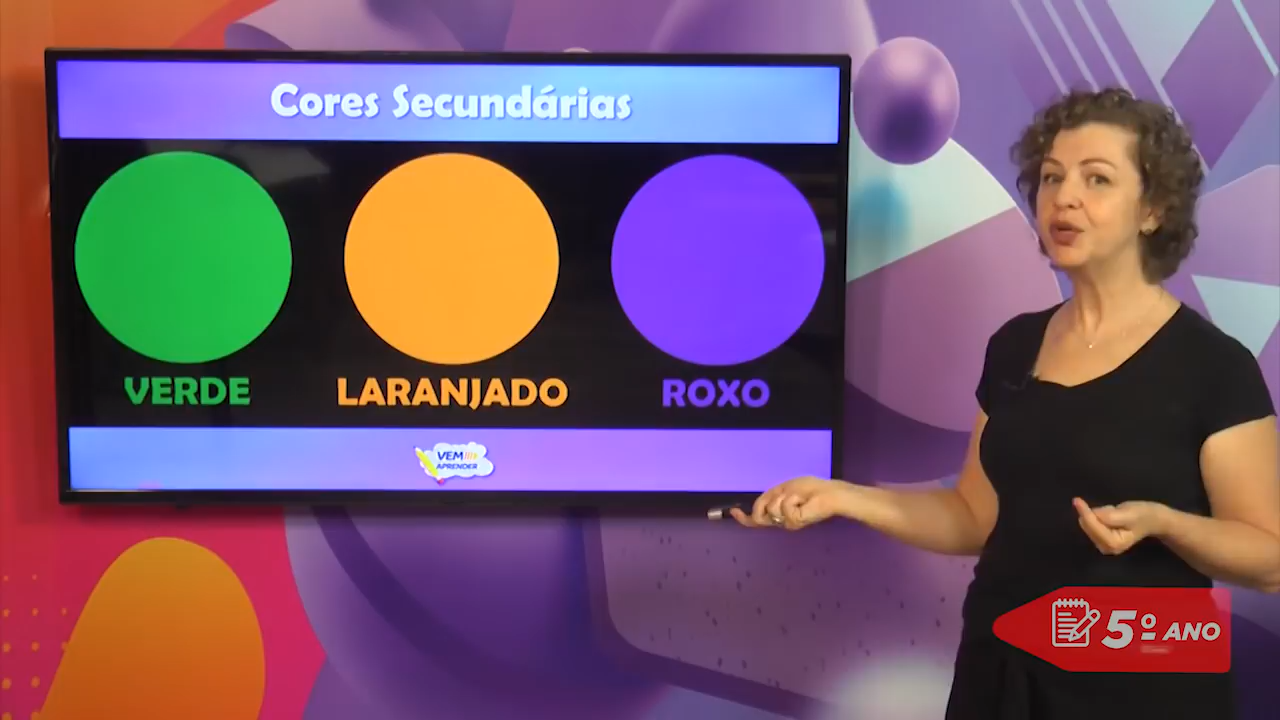 Cores Secundárias
VERDE
LARANJADO
ROXO
VEM
APRENDER
5º ANO